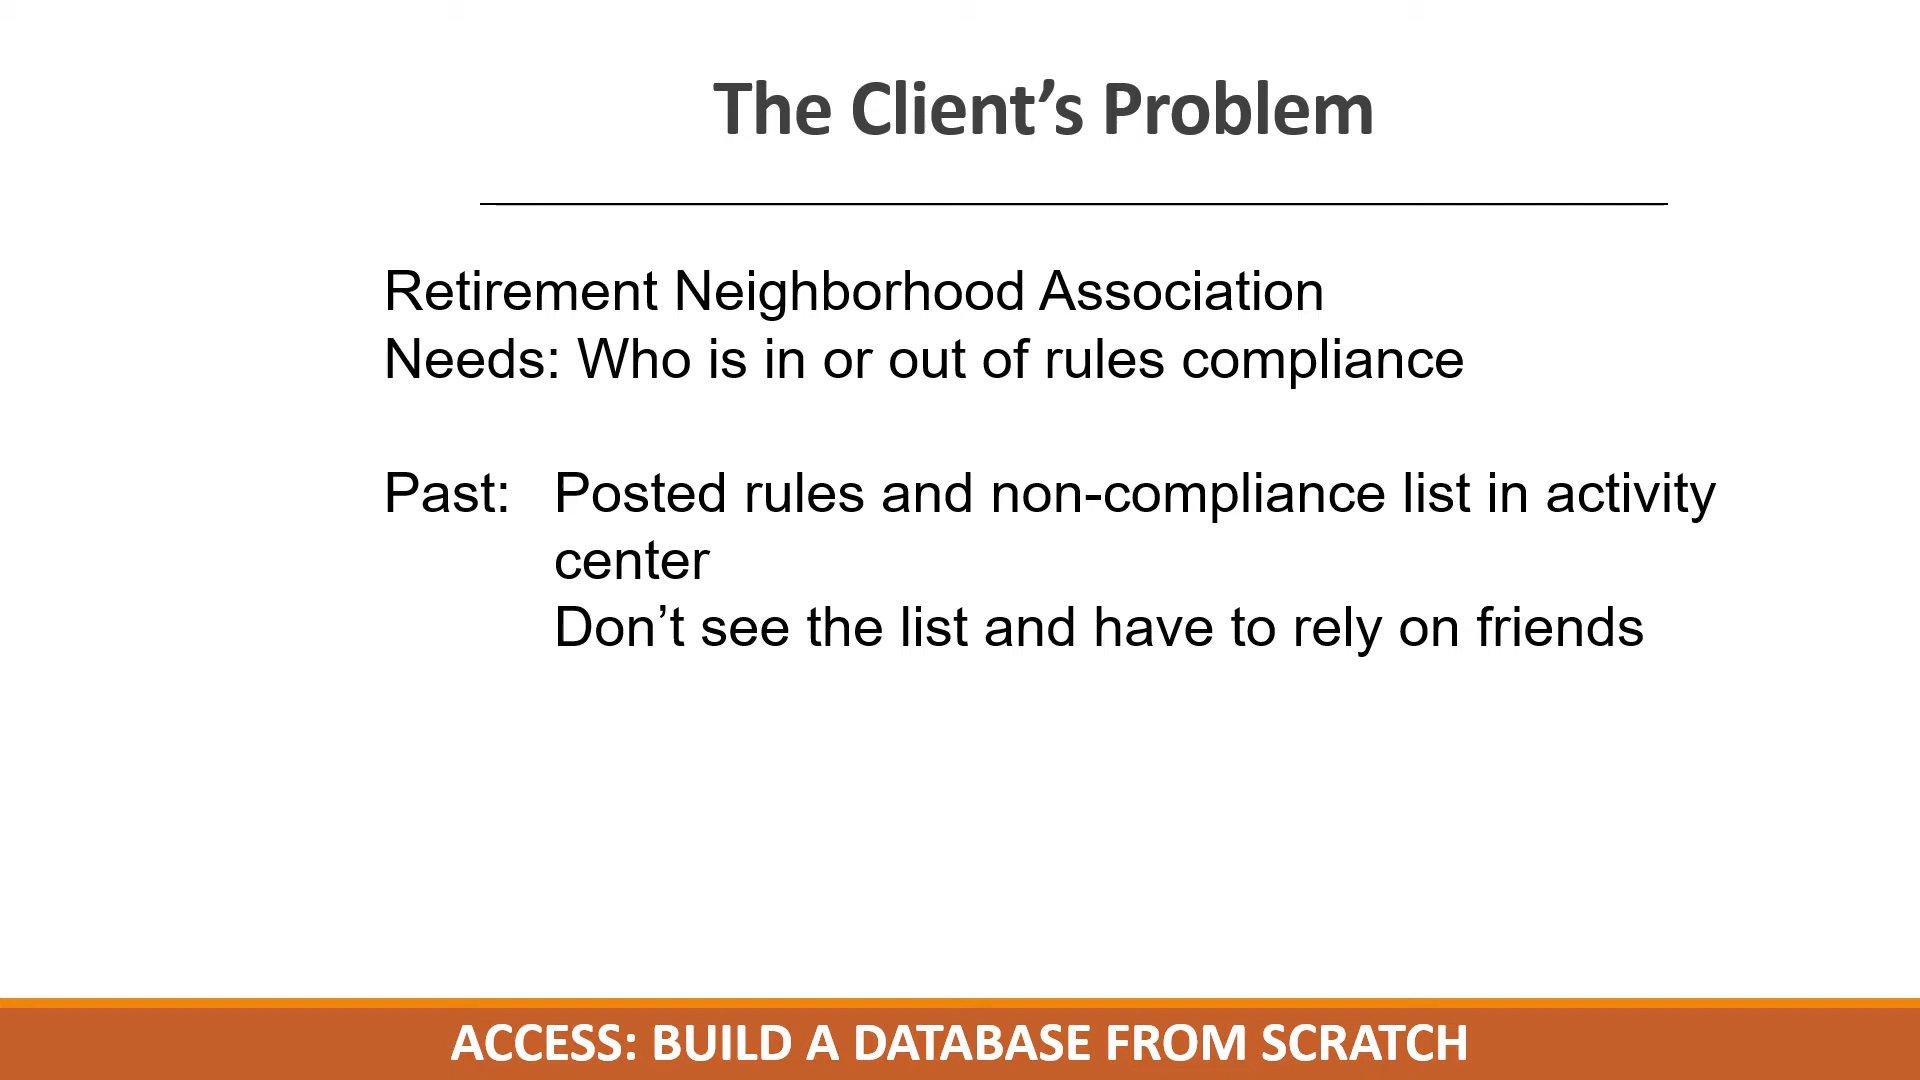 The Client’s Problem
Retirement Neighborhood Association
Needs: Who is in or out of rules compliance
Past: Posted rules and non-compliance list in activity
center
Don’t see the list and have to rely on friends
ACCESS: BUILD A DATABASE FROM SCRATCH